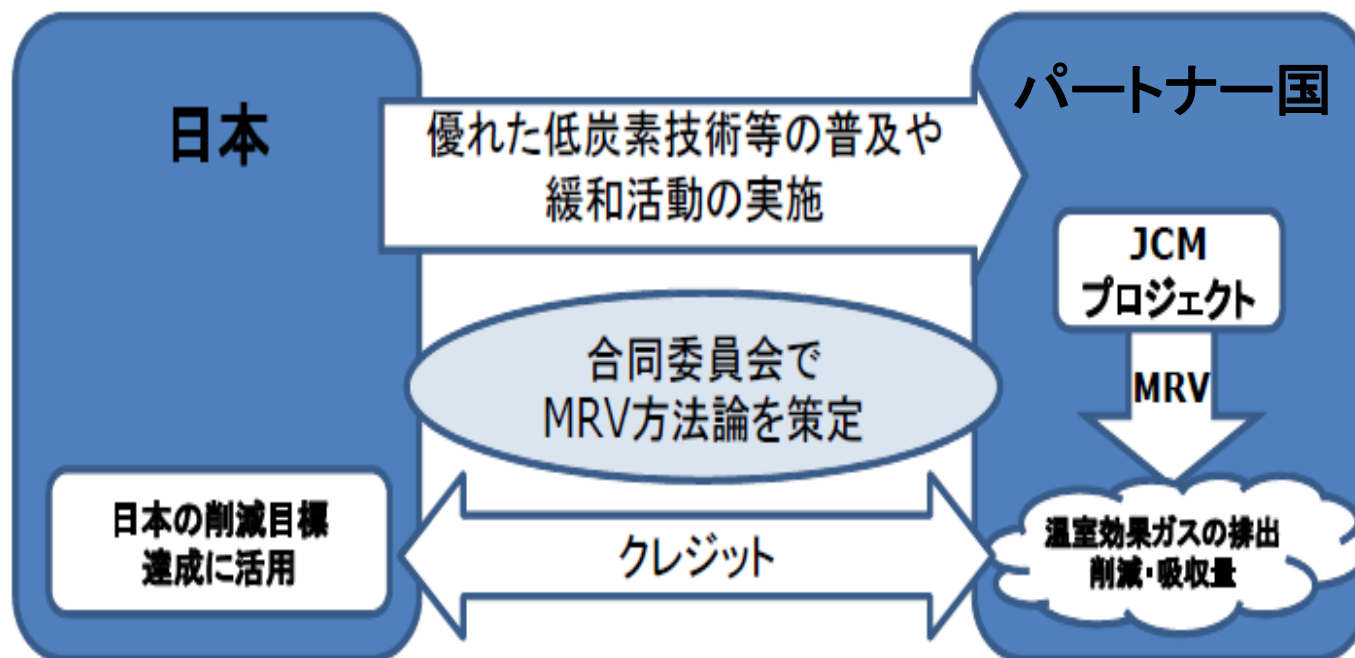 日本
優れた低炭素技術等の普及や
緩和活動の実施
パートナー国
JCM
プロジェクト
合同委員会で
MRV方法論を策定
MRV
日本の削減目標
達成に活用
クレジット
温室効果ガスの排出
削減・吸収量